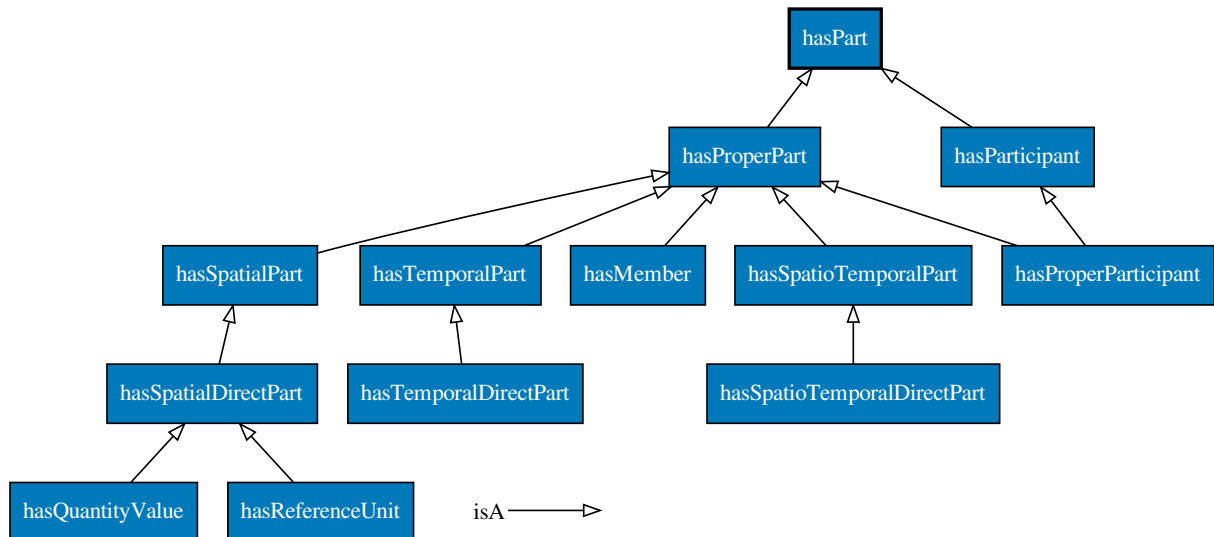 hasPart
hasProperPart
hasParticipant
hasSpatialPart
hasTemporalPart
hasMember
hasSpatioTemporalPart
hasProperParticipant
hasSpatialDirectPart
hasTemporalDirectPart
hasSpatioTemporalDirectPart
hasQuantityValue
hasReferenceUnit
isA